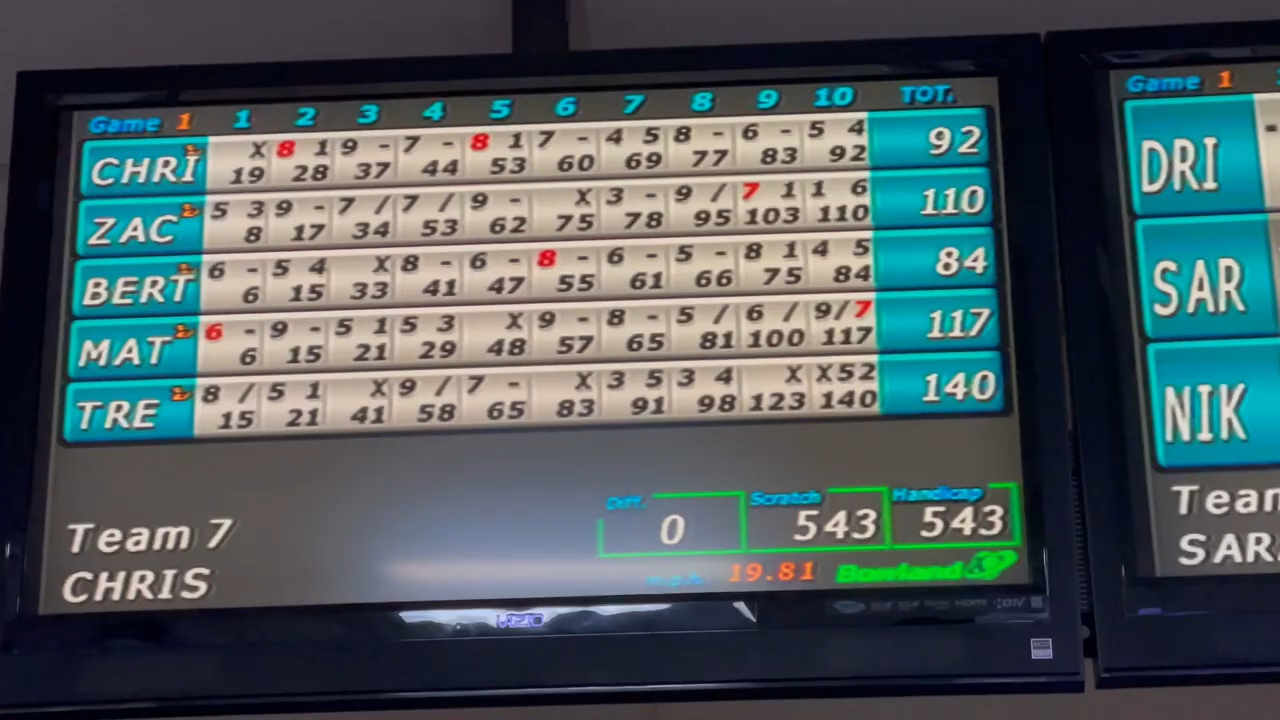 Game 1 1 2 3 4 5 6 7 8 9 10 TOT.
CHRI X 8 1 9 - 7 - 8 1 7 - 4 5 8 - 6 - 5 4 92
19 28 37 44 53 60 69 77 83 92
ZAC 5 3 9 - 7 / 7 / 9 - X 3 - 9 / 7 1 1 6 110
8 17 34 53 62 75 78 95 103 110
BERT 6 - 5 4 X 8 - 6 - 8 - 6 - 5 - 8 1 4 5 84
6 15 33 41 47 55 61 66 75 84
MAT 6 - 9 - 5 1 5 3 X 9 - 8 - 5 / 6 / 9/7 117
6 15 21 29 48 57 65 81 100 117
TRE 8 / 5 1 X 9 / 7 - X 3 5 3 4 X X52 140
15 21 41 58 65 83 91 98 123 140
Diff. Scratch Handicap
0 543 543
Team 7
CHRIS
m.p.h. 19.81 Bowland
VIZIO
Game 1
DRI
SAR
NIK
Team
SAR